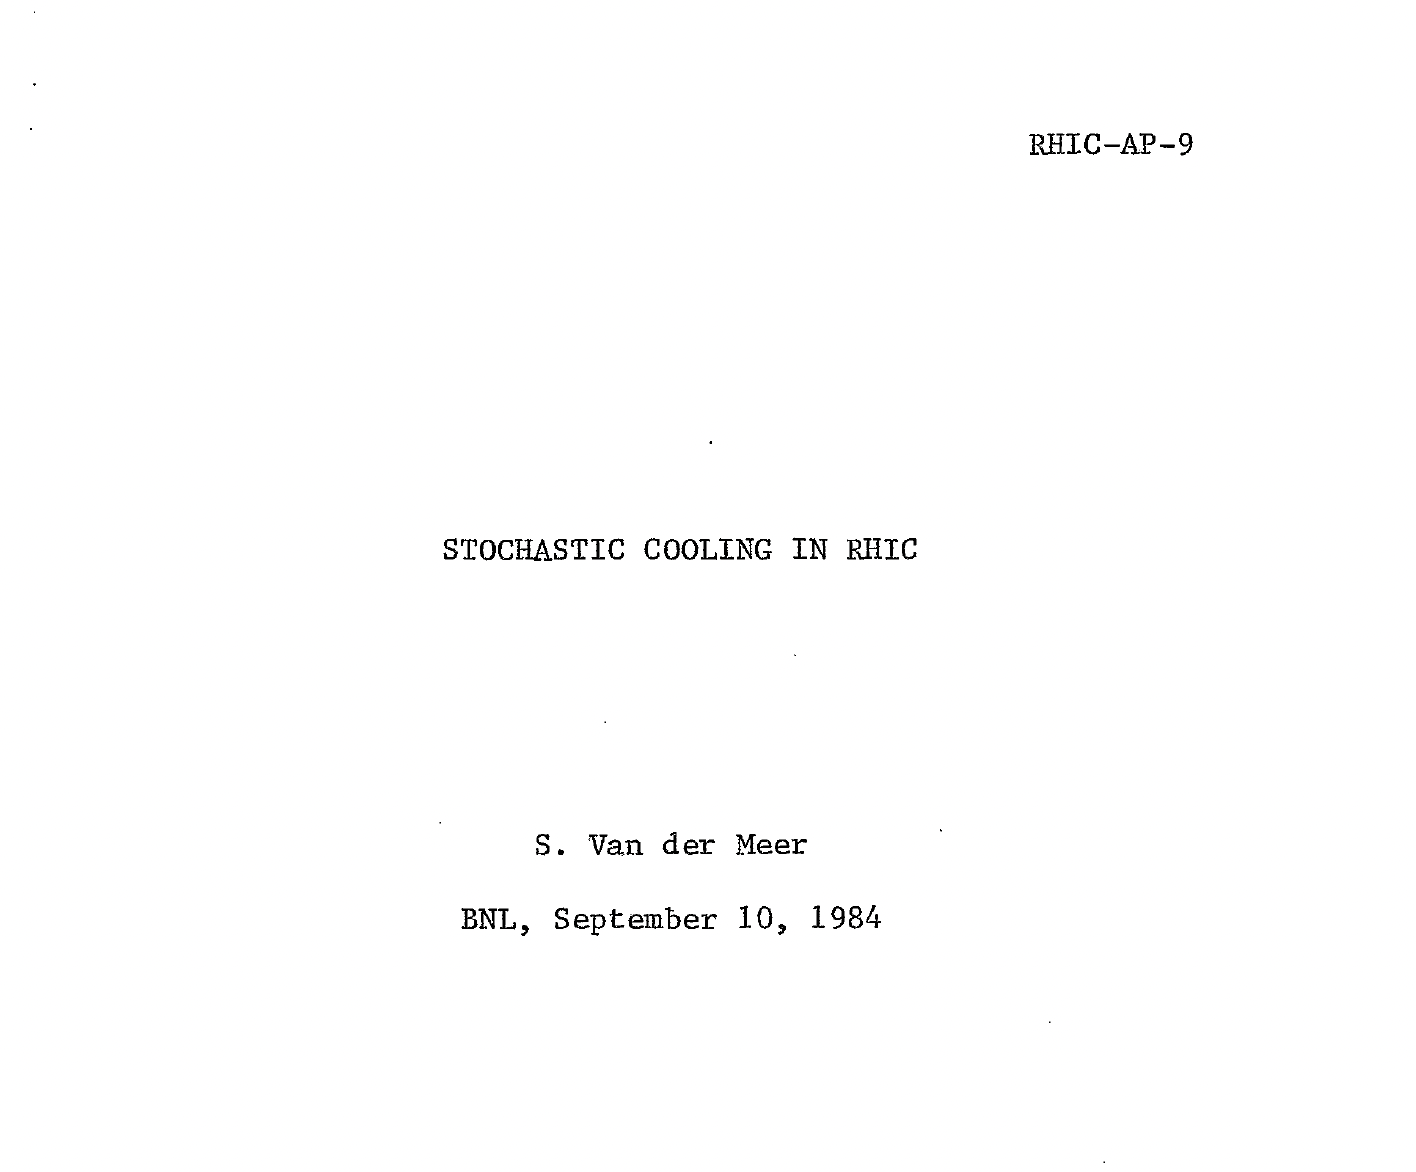 RHIC-AP-9
STOCHASTIC COOLING IN RHIC
S. Van der Meer
BNL, September 10, 1984